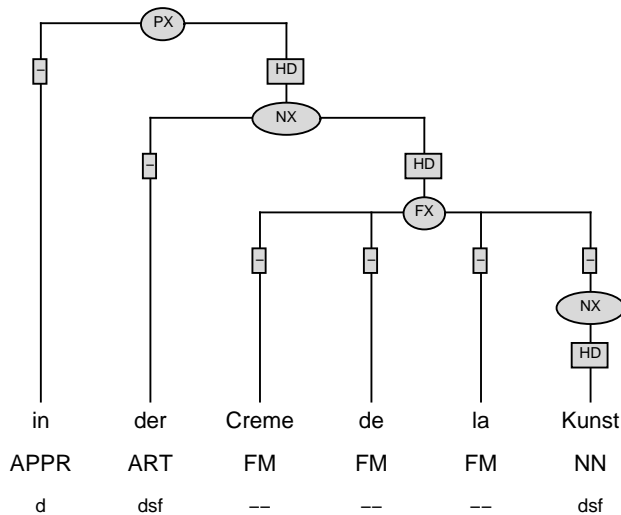 PX
– HD
NX
– HD
FX
– – – –
NX
HD
in der Creme de la Kunst
APPR ART FM FM FM NN
d dsf −− −− −− dsf